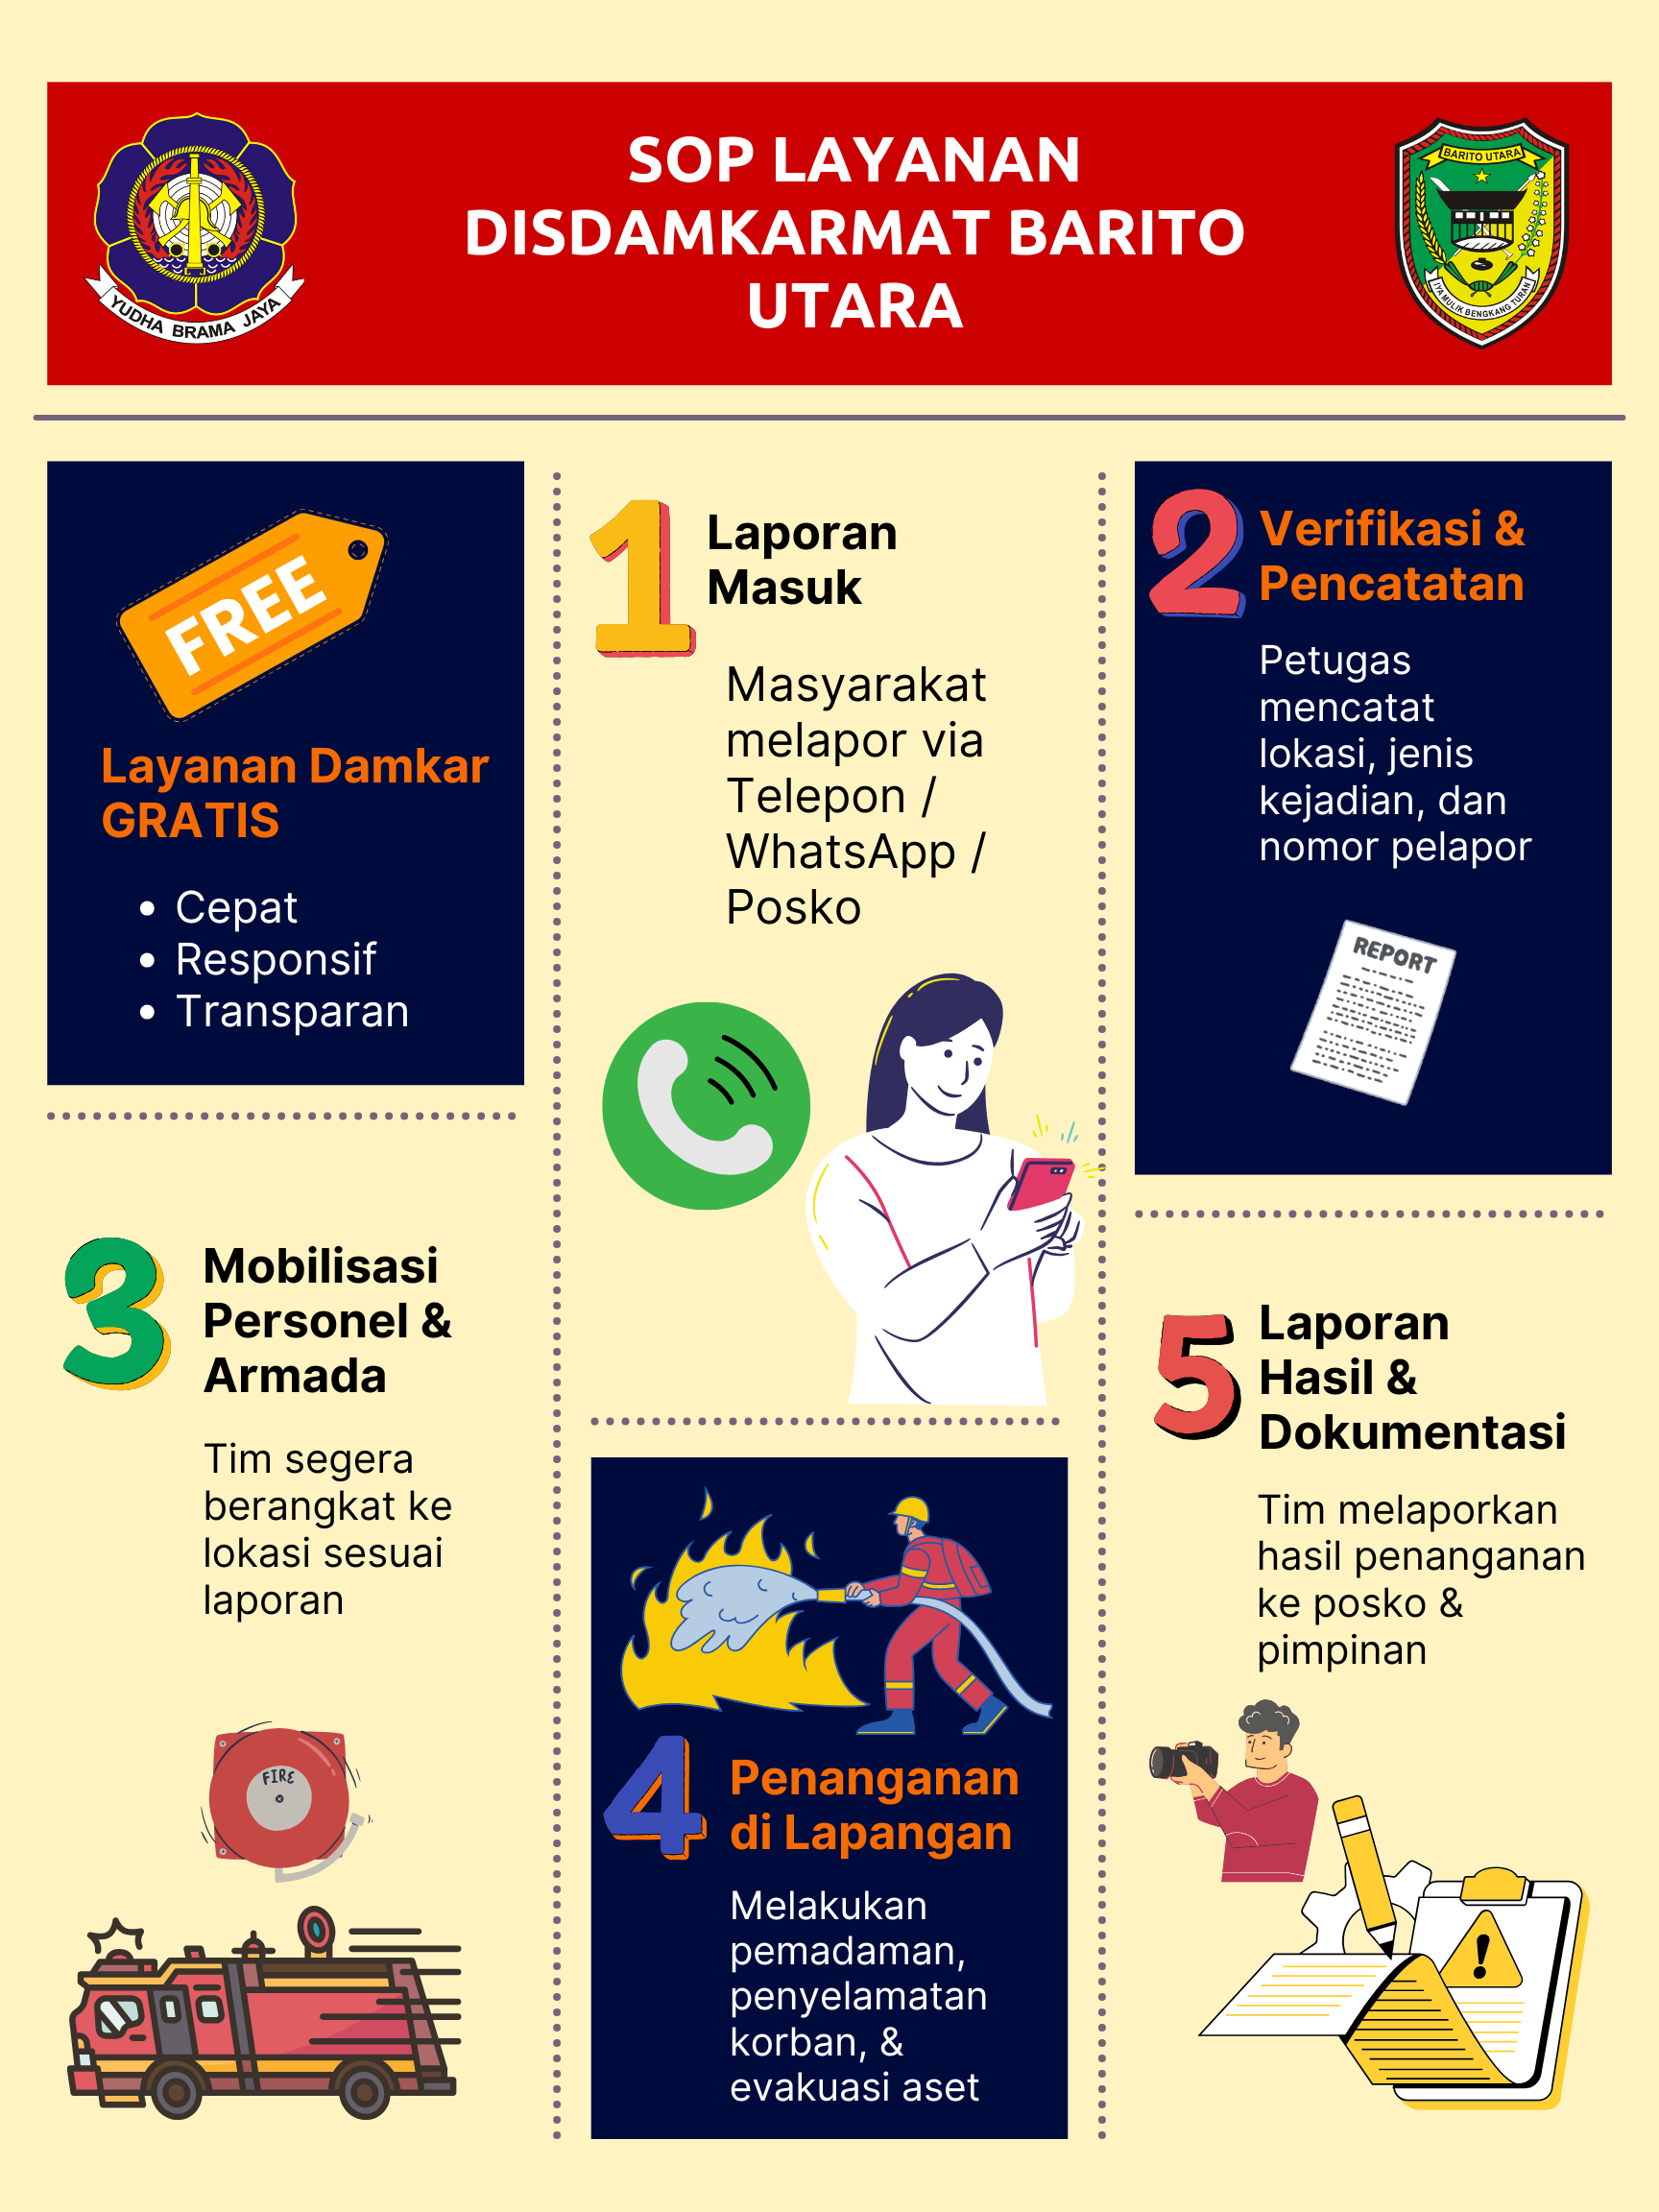 YUDHA BRAMA JAYA
SOP LAYANAN
DISDAMKARMAT BARITO
UTARA
BARITO UTARA
IYA MULIK BENGKANG TURAN
FREE
Layanan Damkar
GRATIS
• Cepat
• Responsif
• Transparan
1
Laporan
Masuk
Masyarakat
melapor via
Telepon /
WhatsApp /
Posko
2
Verifikasi &
Pencatatan
Petugas
mencatat
lokasi, jenis
kejadian, dan
nomor pelapor
REPORT
3
Mobilisasi
Personel &
Armada
Tim segera
berangkat ke
lokasi sesuai
laporan
FIRE
4
Penanganan
di Lapangan
Melakukan
pemadaman,
penyelamatan
korban, &
evakuasi aset
5
Laporan
Hasil &
Dokumentasi
Tim melaporkan
hasil penanganan
ke posko &
pimpinan